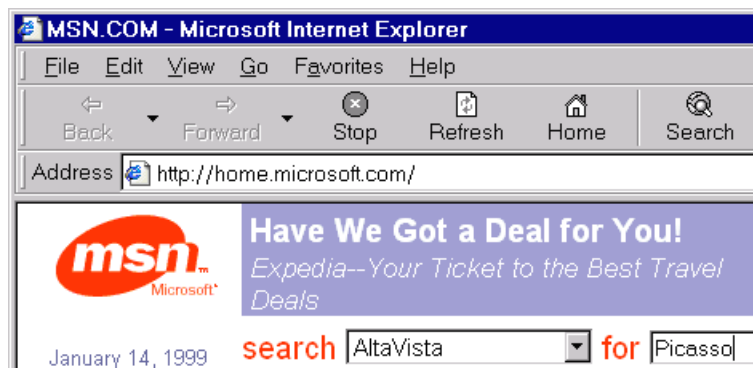 MSN.COM - Microsoft Internet Explorer
File Edit View Go Favorites Help
Back Forward Stop Refresh Home Search
Address http://home.microsoft.com/
msn™
Microsoft®
Have We Got a Deal for You!
Expedia--Your Ticket to the Best Travel
Deals
January 14, 1999
search AltaVista for Picasso